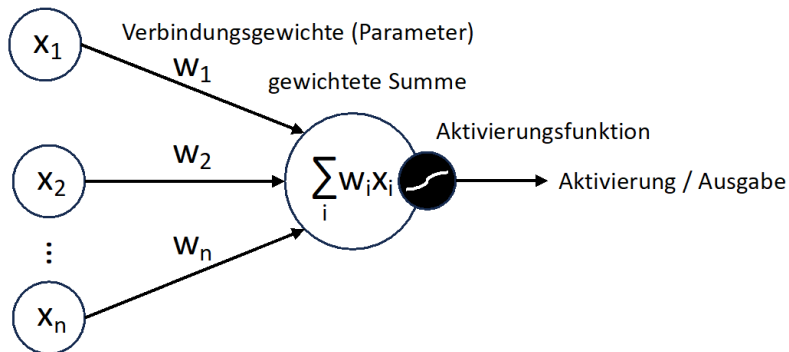 x₁
Verbindungsgewichte (Parameter)
w₁
gewichtete Summe
Aktivierungsfunktion
x₂
w₂
∑wᵢxᵢ
i
Aktivierung / Ausgabe
⋮
wₙ
xₙ